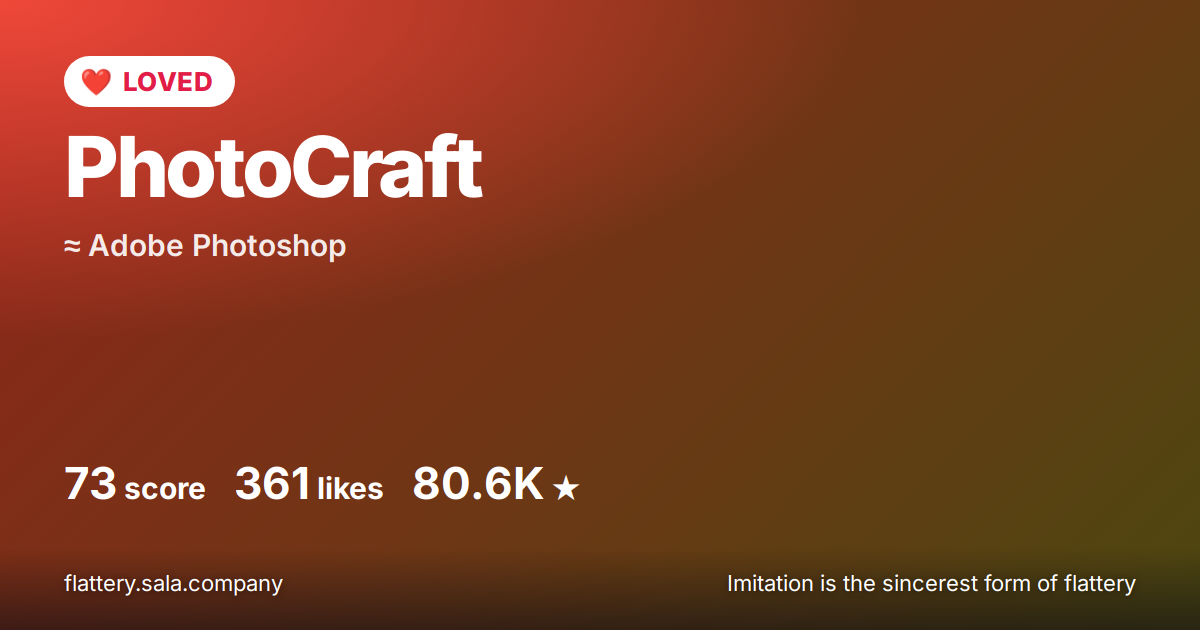 ❤️ LOVED
PhotoCraft
≈ Adobe Photoshop
73 score 361 likes 80.6K ★
flattery.sala.company
Imitation is the sincerest form of flattery